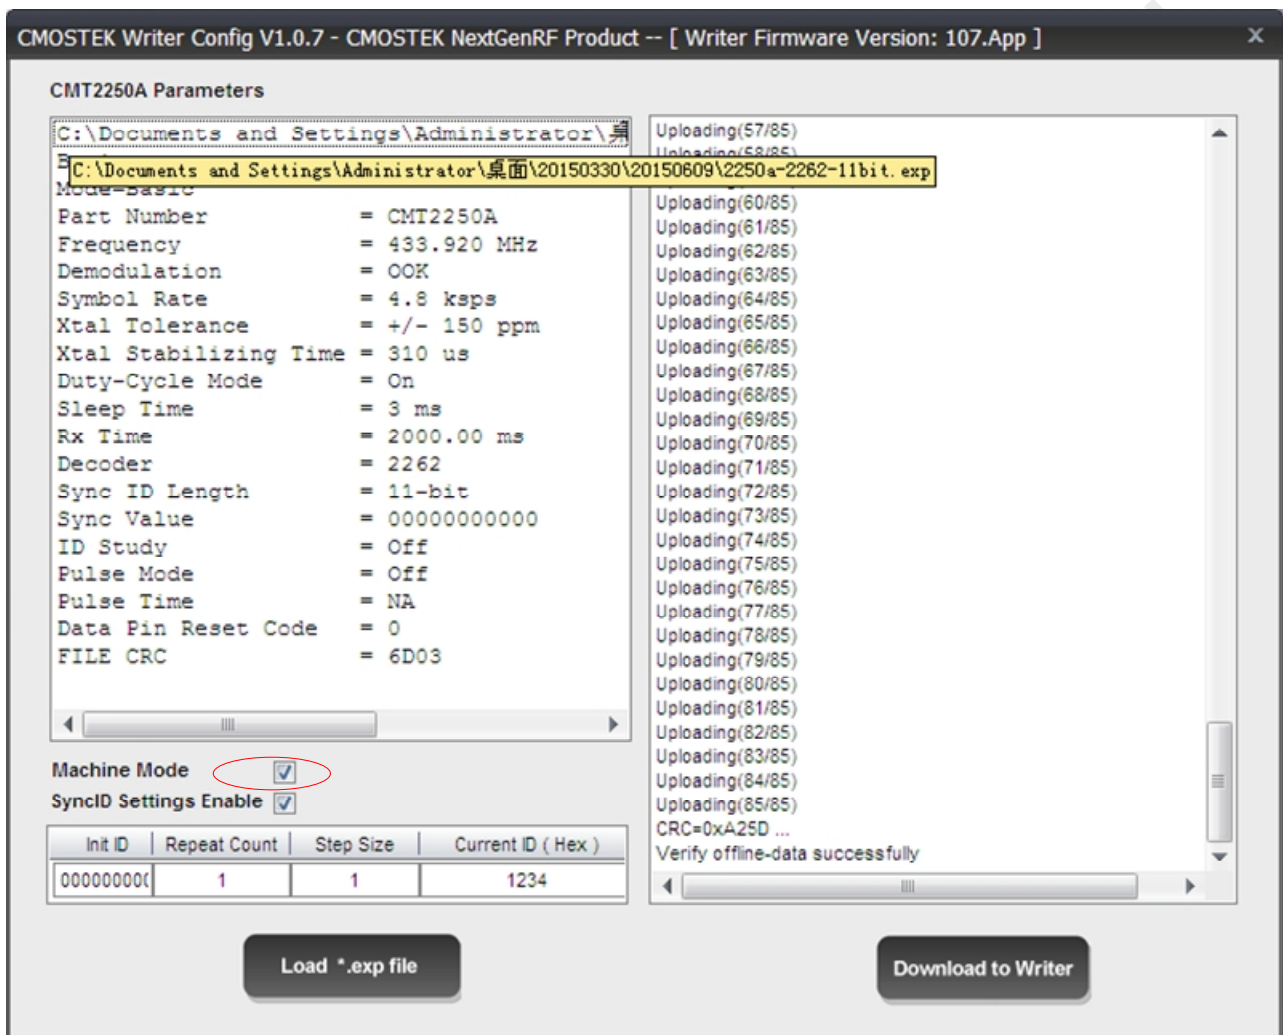 CMOSTEK Writer Config V1.0.7 - CMOSTEK NextGenRF Product -- [ Writer Firmware Version: 107.App ]
X
CMT2250A Parameters
C:\Documents and Settings\Administrator\桌
C:\Documents and Settings\Administrator\桌面\20150330\20150609\2250a-2262-11bit.exp
Mode-Basic
Part Number = CMT2250A
Frequency = 433.920 MHz
Demodulation = OOK
Symbol Rate = 4.8 ksps
Xtal Tolerance = +/- 150 ppm
Xtal Stabilizing Time = 310 us
Duty-Cycle Mode = On
Sleep Time = 3 ms
Rx Time = 2000.00 ms
Decoder = 2262
Sync ID Length = 11-bit
Sync Value = 00000000000
ID Study = Off
Pulse Mode = Off
Pulse Time = NA
Data Pin Reset Code = 0
FILE CRC = 6D03
Machine Mode
SyncID Settings Enable
Init ID Repeat Count Step Size Current ID ( Hex )
000000000 1 1 1234
Load *.exp file
Uploading(57/85)
Uploading(58/85)
Uploading(60/85)
Uploading(61/85)
Uploading(62/85)
Uploading(63/85)
Uploading(64/85)
Uploading(65/85)
Uploading(66/85)
Uploading(67/85)
Uploading(68/85)
Uploading(69/85)
Uploading(70/85)
Uploading(71/85)
Uploading(72/85)
Uploading(73/85)
Uploading(74/85)
Uploading(75/85)
Uploading(76/85)
Uploading(77/85)
Uploading(78/85)
Uploading(79/85)
Uploading(80/85)
Uploading(81/85)
Uploading(82/85)
Uploading(83/85)
Uploading(84/85)
Uploading(85/85)
CRC=0xA25D ...
Verify offline-data successfully
Download to Writer